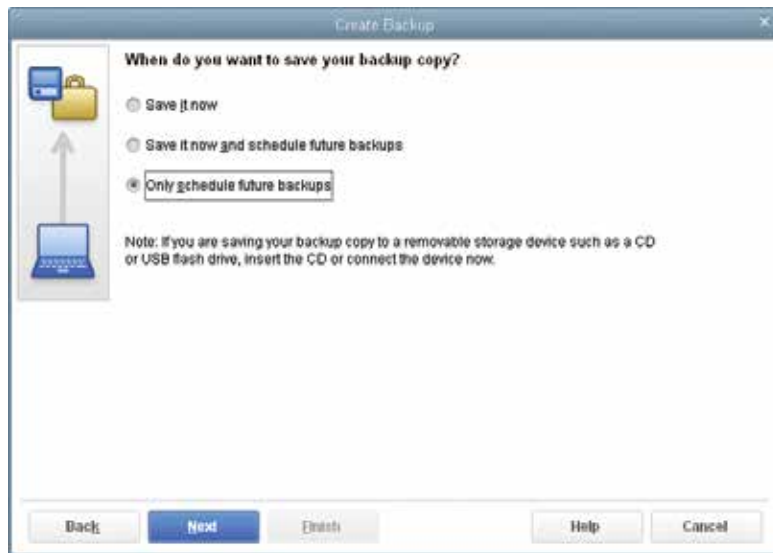 Create Backup
When do you want to save your backup copy?
Save it now
Save it now and schedule future backups
Only schedule future backups
Note: If you are saving your backup copy to a removable storage device such as a CD
or USB flash drive, insert the CD or connect the device now.
Back
Next
Finish
Help
Cancel